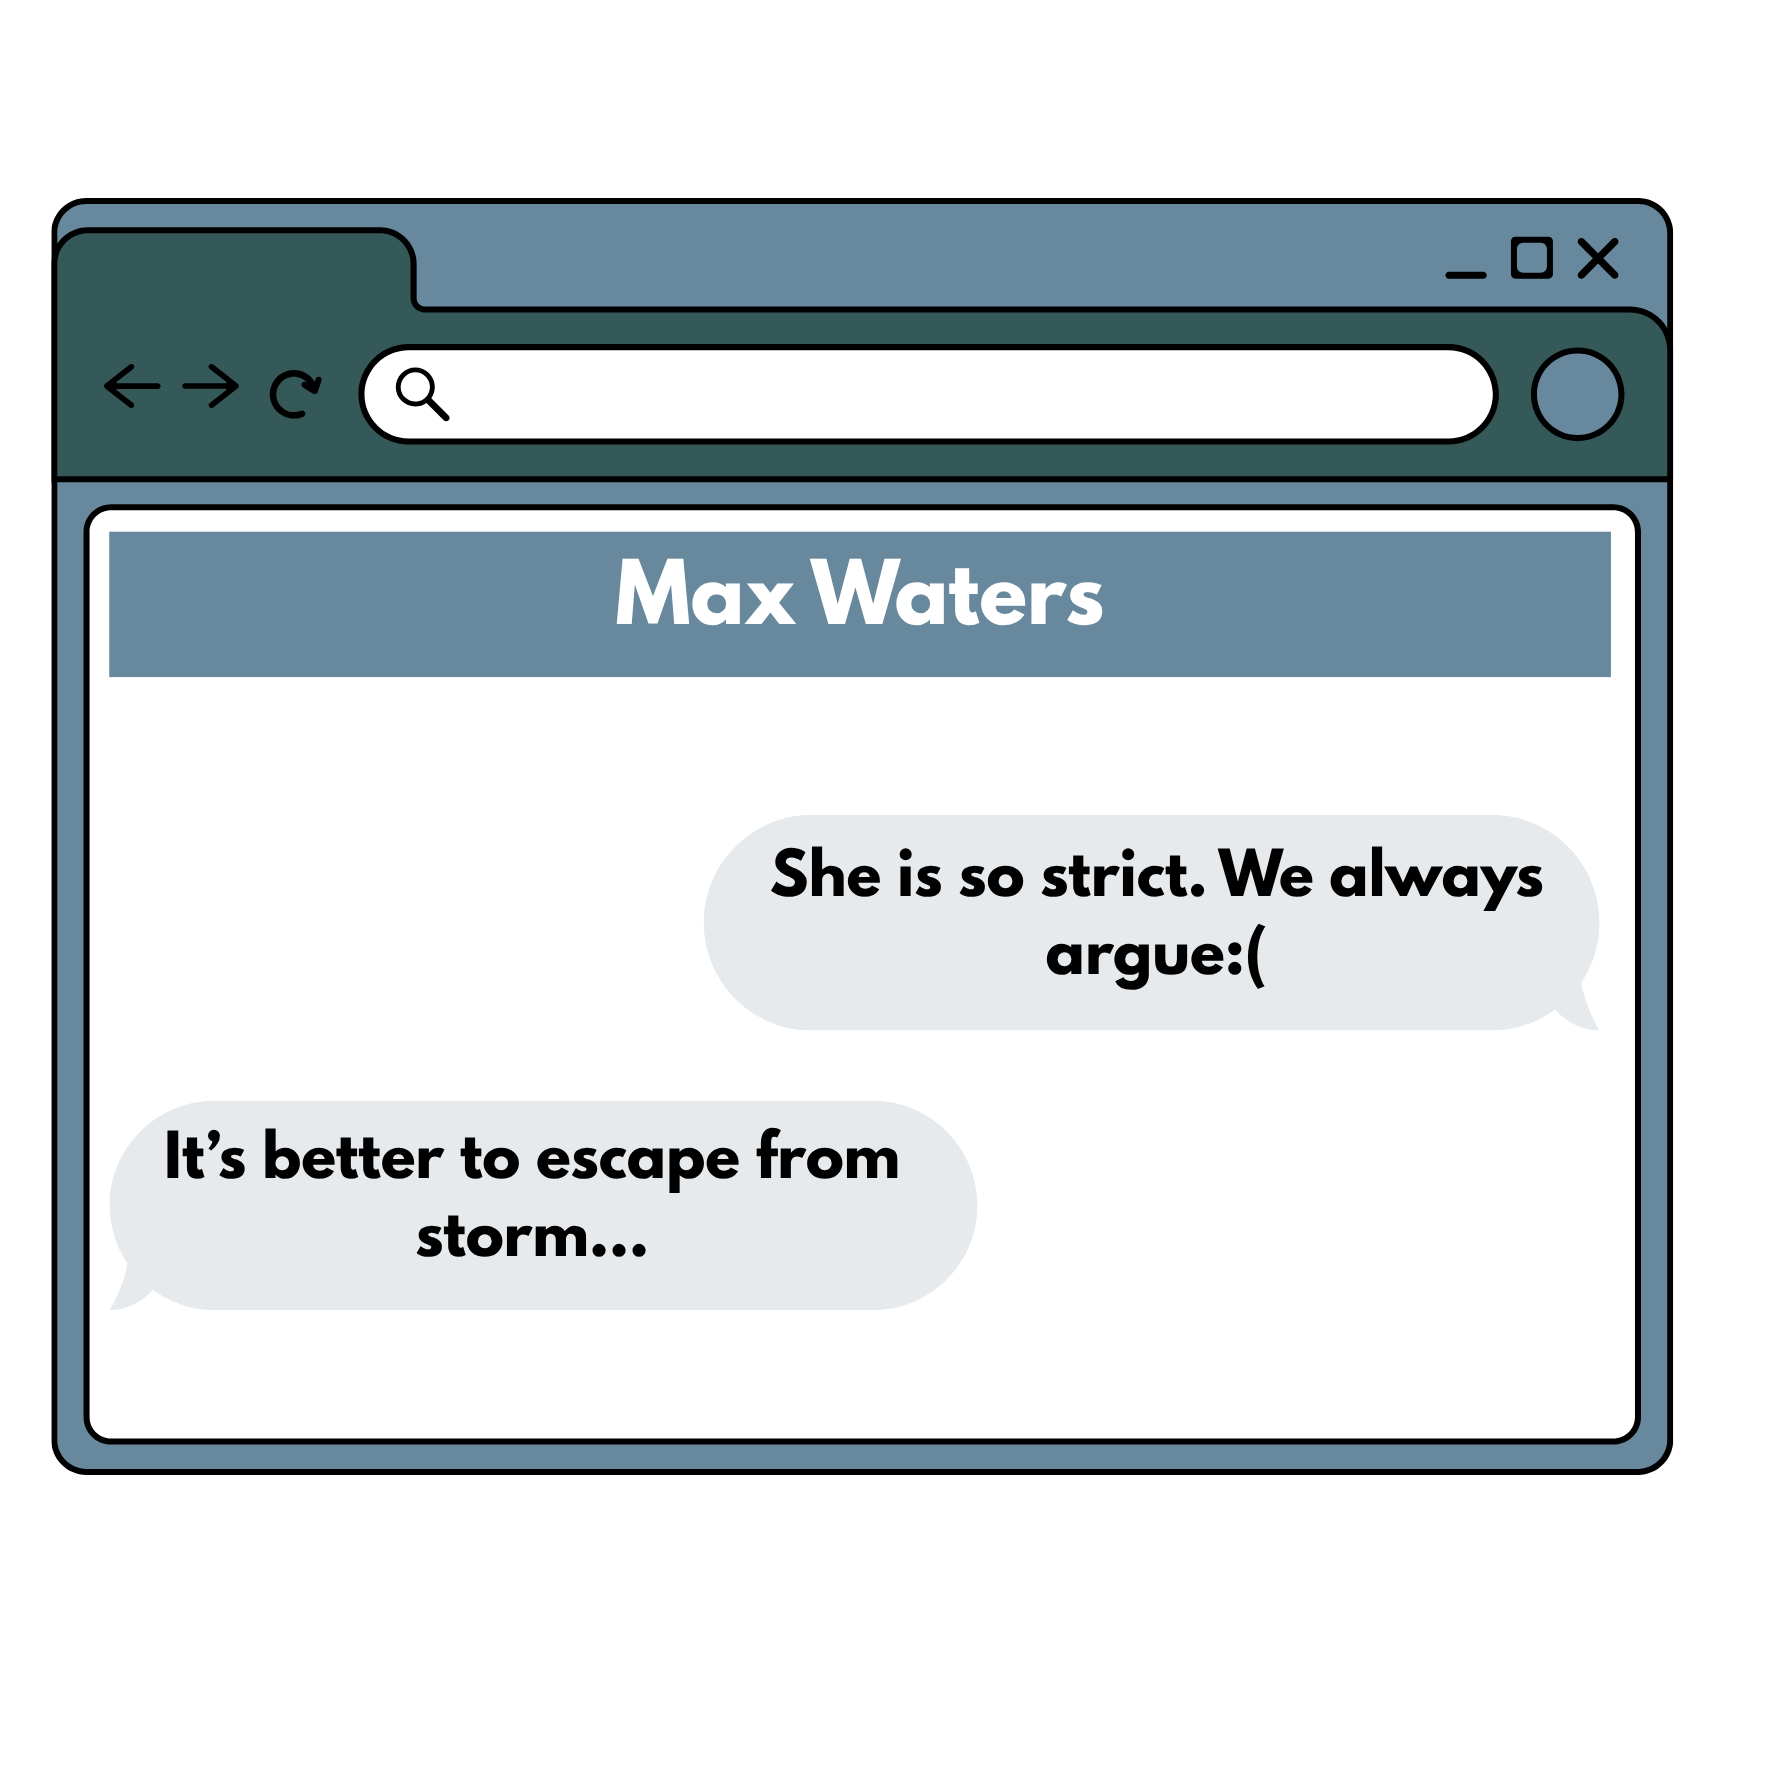 Max Waters
She is so strict. We always
argue:(
It’s better to escape from
storm...